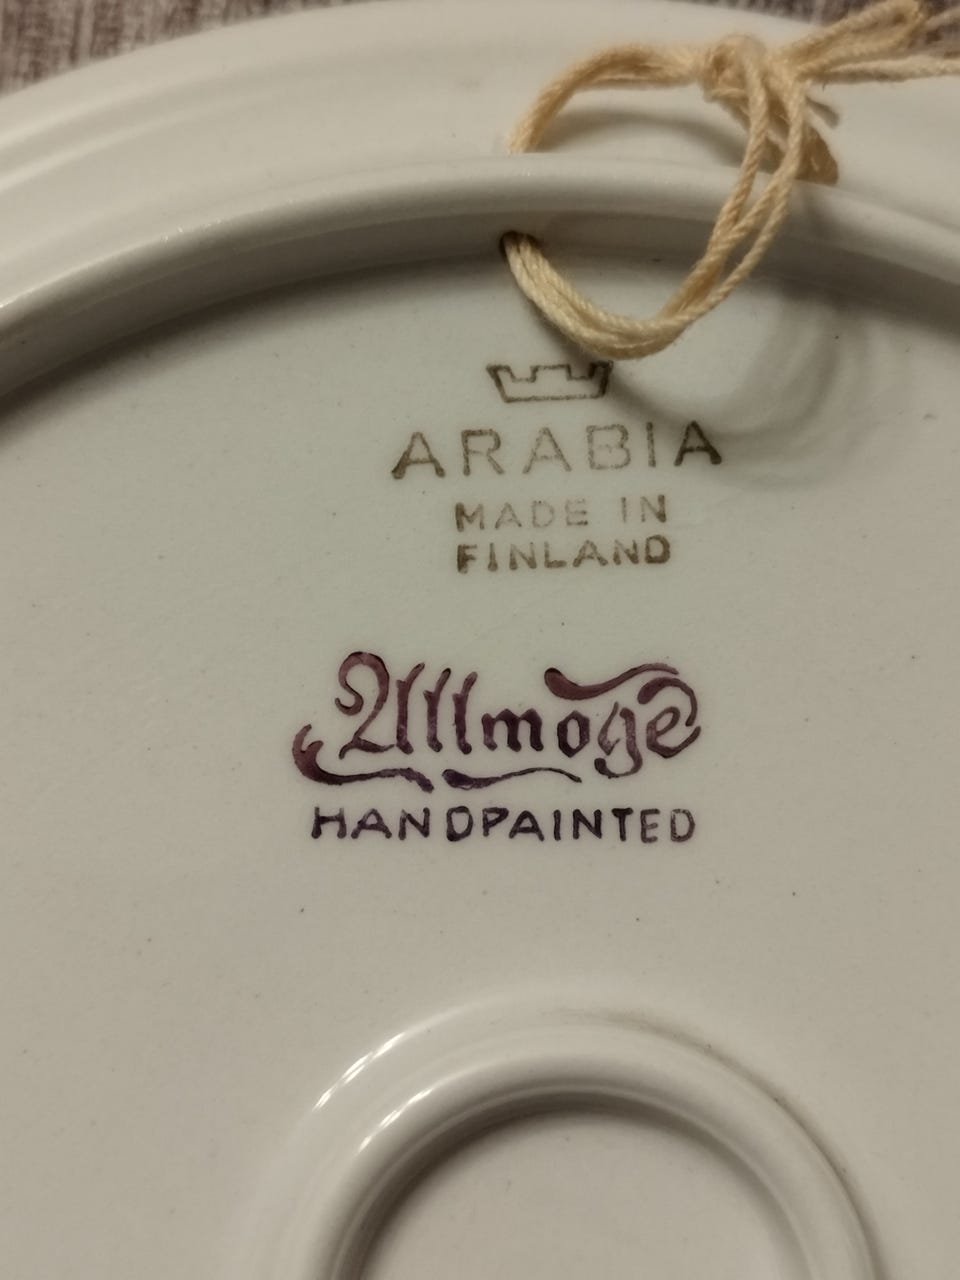 ARABIA
MADE IN
FINLAND
Allmoge
HANDPAINTED